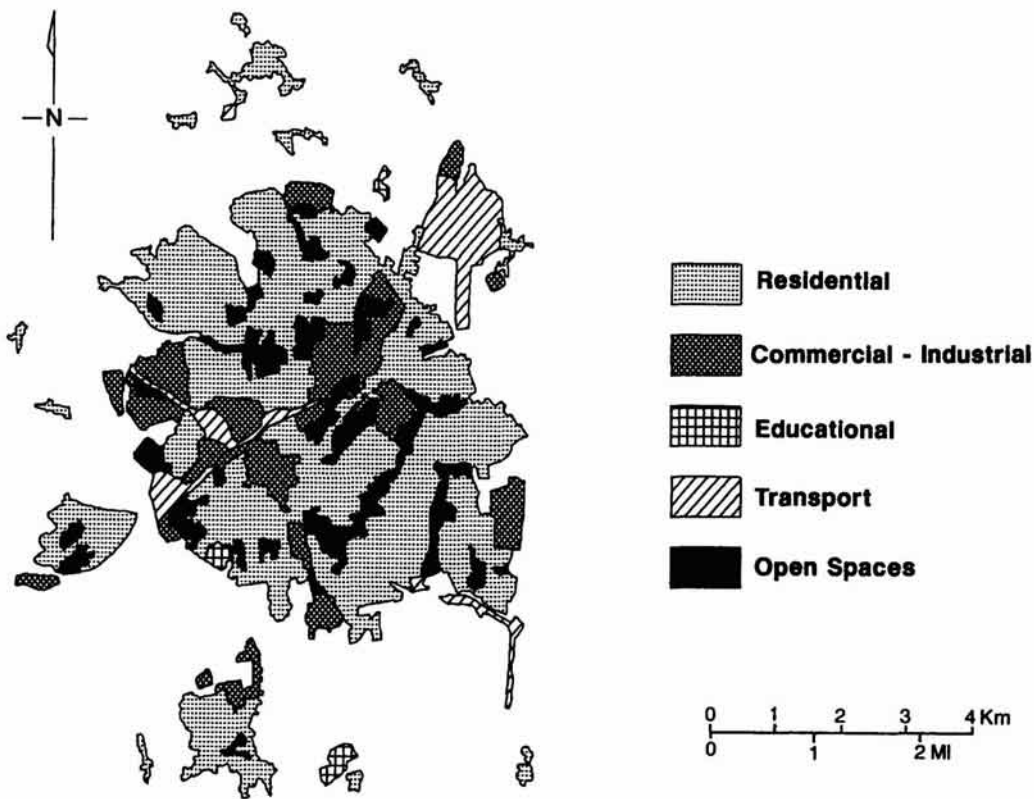 N
Residential
Commercial - Industrial
Educational
Transport
Open Spaces
0 1 2 3 4 Km
0 1 2 MI